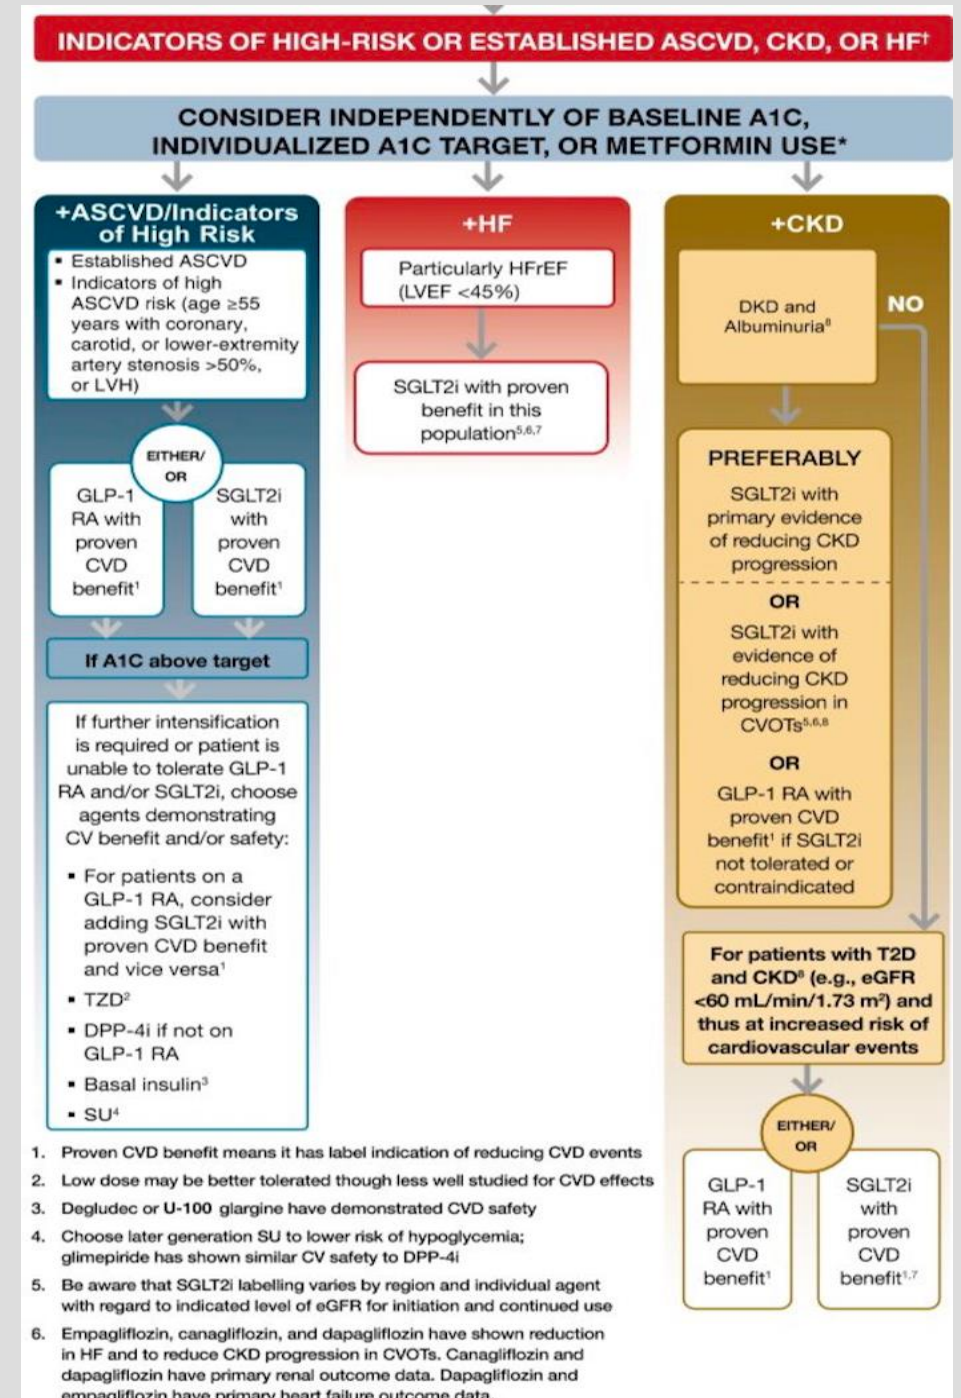 INDICATORS OF HIGH-RISK OR ESTABLISHED ASCVD, CKD, OR HF†
CONSIDER INDEPENDENTLY OF BASELINE A1C,
INDIVIDUALIZED A1C TARGET, OR METFORMIN USE*
+ASCVD/Indicators
of High Risk
▪ Established ASCVD
▪ Indicators of high
ASCVD risk (age ≥55
years with coronary,
carotid, or lower-extremity
artery stenosis >50%,
or LVH)
EITHER/
OR
GLP-1
RA with
proven
CVD
benefit¹
SGLT2i
with
proven
CVD
benefit¹
If A1C above target
If further intensification
is required or patient is
unable to tolerate GLP-1
RA and/or SGLT2i, choose
agents demonstrating
CV benefit and/or safety:
▪ For patients on a
GLP-1 RA, consider
adding SGLT2i with
proven CVD benefit
and vice versa¹
▪ TZD²
▪ DPP-4i if not on
GLP-1 RA
▪ Basal insulin³
▪ SU⁴
+HF
Particularly HFrEF
(LVEF <45%)
SGLT2i with proven
benefit in this
population⁵,⁶,⁷
+CKD
DKD and
Albuminuria⁸
NO
PREFERABLY
SGLT2i with
primary evidence
of reducing CKD
progression
OR
SGLT2i with
evidence of
reducing CKD
progression in
CVOTs⁵,⁶,⁸
OR
GLP-1 RA with
proven CVD
benefit¹ if SGLT2i
not tolerated or
contraindicated
For patients with T2D
and CKD⁸ (e.g., eGFR
<60 mL/min/1.73 m²) and
thus at increased risk of
cardiovascular events
EITHER/
OR
GLP-1
RA with
proven
CVD
benefit¹
SGLT2i
with
proven
CVD
benefit¹,⁷
1. Proven CVD benefit means it has label indication of reducing CVD events
2. Low dose may be better tolerated though less well studied for CVD effects
3. Degludec or U-100 glargine have demonstrated CVD safety
4. Choose later generation SU to lower risk of hypoglycemia;
glimepiride has shown similar CV safety to DPP-4i
5. Be aware that SGLT2i labelling varies by region and individual agent
with regard to indicated level of eGFR for initiation and continued use
6. Empagliflozin, canagliflozin, and dapagliflozin have shown reduction
in HF and to reduce CKD progression in CVOTs. Canagliflozin and
dapagliflozin have primary renal outcome data. Dapagliflozin and
empagliflozin have primary heart failure outcome data.